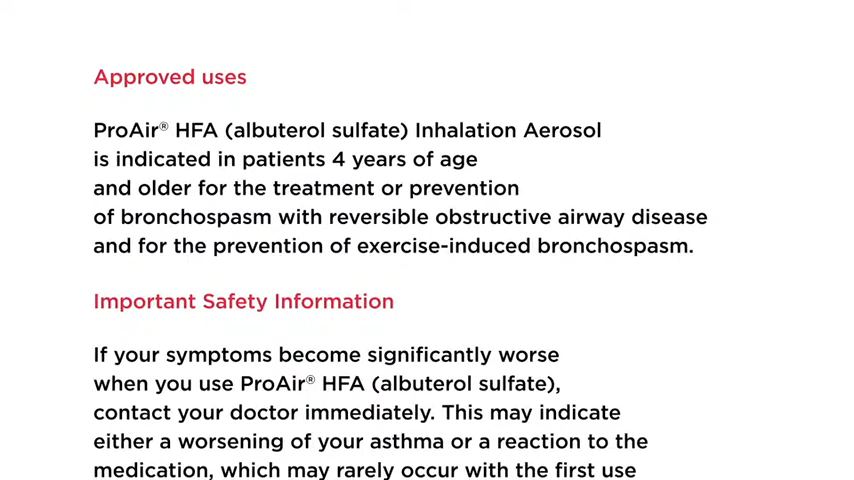 Approved uses
ProAir® HFA (albuterol sulfate) Inhalation Aerosol
is indicated in patients 4 years of age
and older for the treatment or prevention
of bronchospasm with reversible obstructive airway disease
and for the prevention of exercise-induced bronchospasm.
Important Safety Information
If your symptoms become significantly worse
when you use ProAir® HFA (albuterol sulfate),
contact your doctor immediately. This may indicate
either a worsening of your asthma or a reaction to the
medication, which may rarely occur with the first use